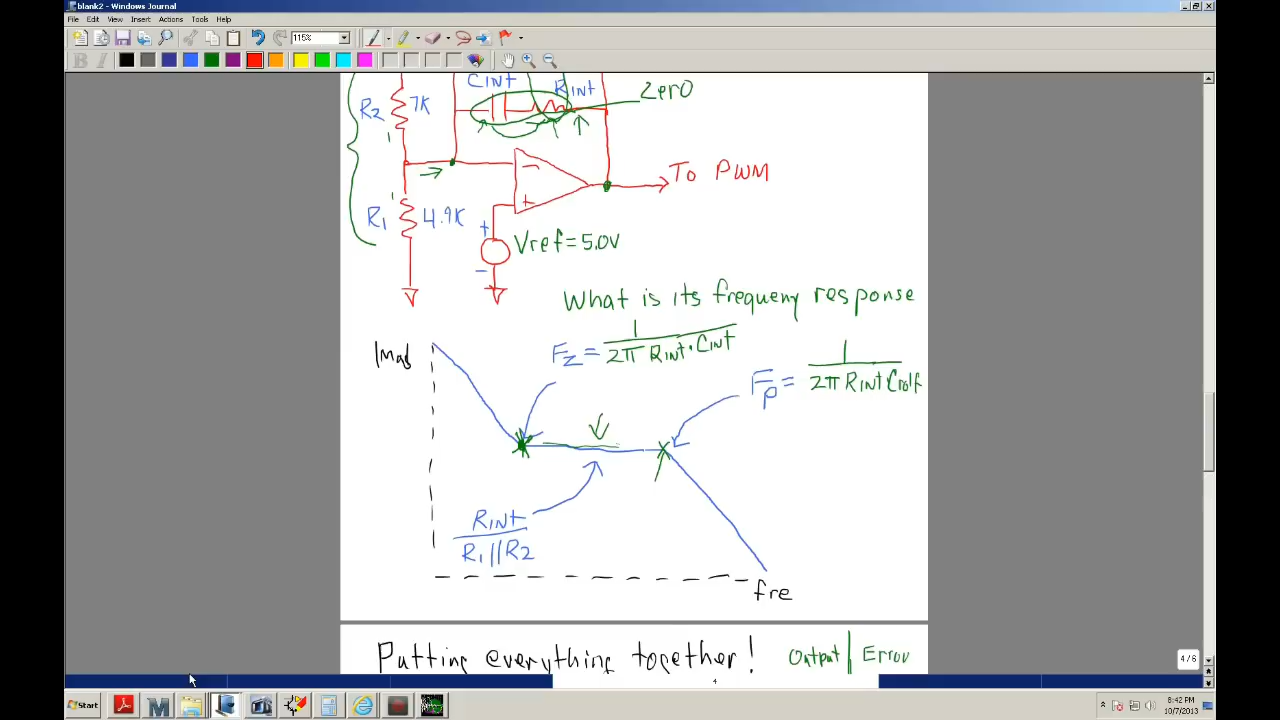 blank2 - Windows Journal
File Edit View Insert Actions Tools Help
115%
CINT RINT Zero
R2 7K
To PWM
R1 4.9K
+
-
Vref = 5.0V
What is its frequeny response
|Mag|
Fz = 1 / 2π RINT · CINT
Fp = 1 / 2π RINT Crolf
RINT / R1 // R2
fre
Putting everything together! Output | Error
4
4/6
Start
8:42 PM
10/7/2013